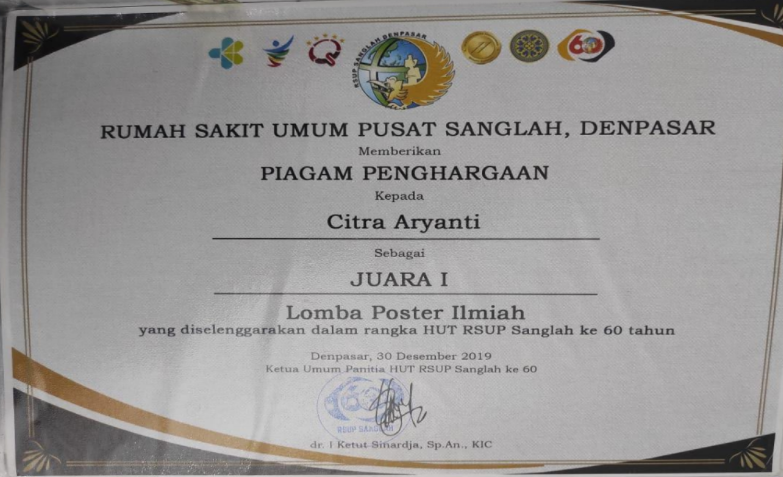 RSUP SANGLAH DENPASAR
60
RUMAH SAKIT UMUM PUSAT SANGLAH, DENPASAR
Memberikan
PIAGAM PENGHARGAAN
Kepada
Citra Aryanti
Sebagai
JUARA I
Lomba Poster Ilmiah
yang diselenggarakan dalam rangka HUT RSUP Sanglah ke 60 tahun
Denpasar, 30 Desember 2019
Ketua Umum Panitia HUT RSUP Sanglah ke 60
RSUP SANGLAH
dr. I Ketut Sinardja, Sp.An., KIC